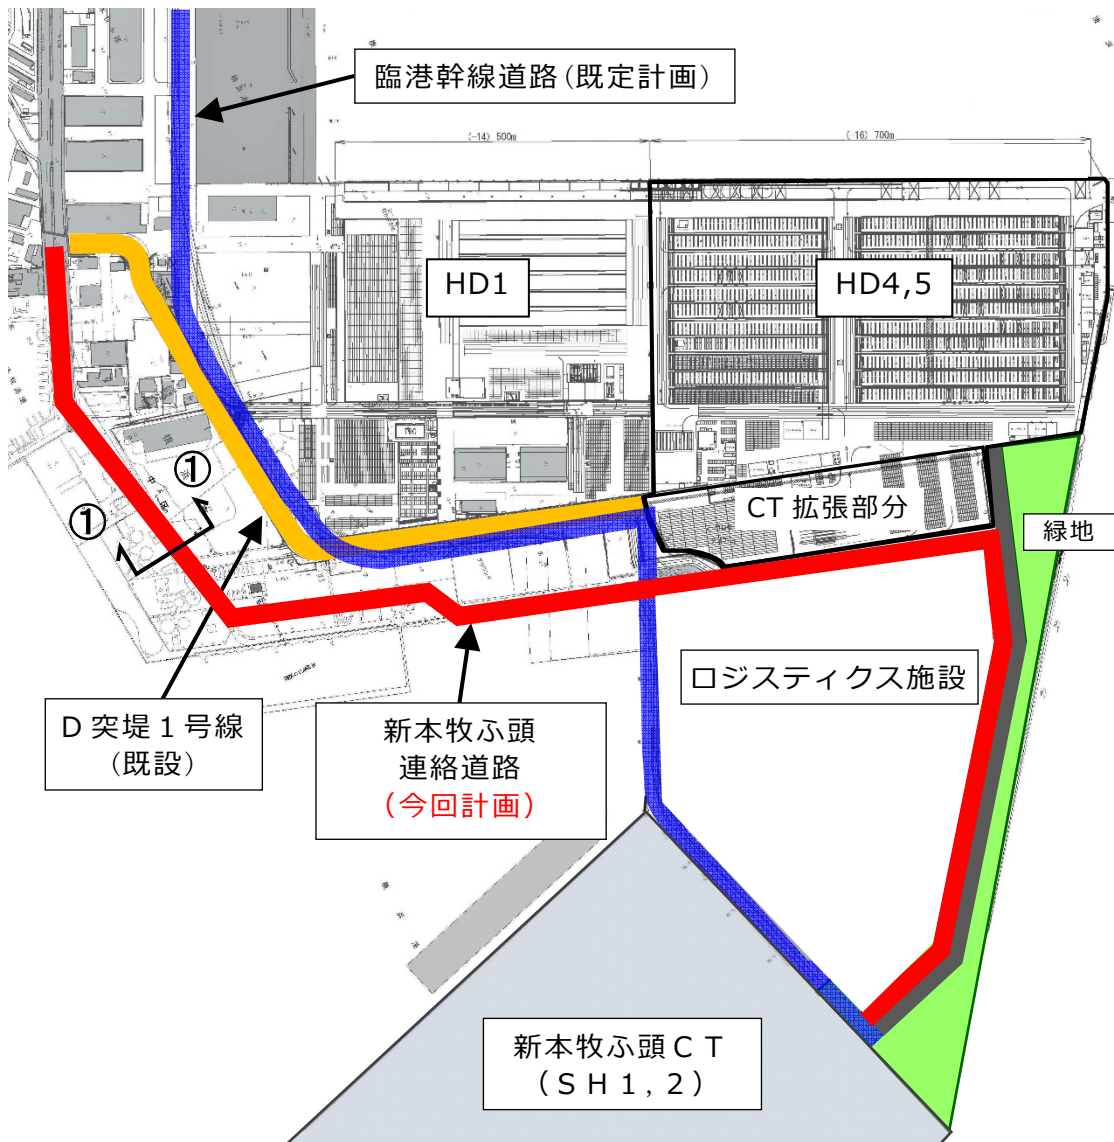 臨港幹線道路(既定計画)
(-14) 500m
(-16) 700m
HD1
HD4,5
①
①
CT 拡張部分
緑地
ロジスティクス施設
D 突堤 1 号線
(既設)
新本牧ふ頭
連絡道路
(今回計画)
新本牧ふ頭CT
(SH1,2)